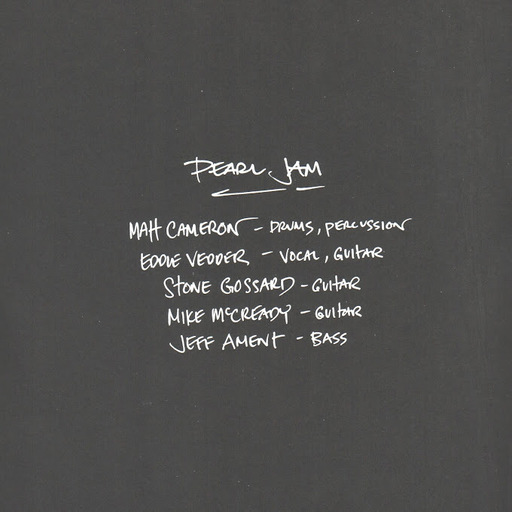 PEARL JAM
MATT CAMERON - DRUMS, PERCUSSION
EDDIE VEDDER - VOCAL, GUITAR
STONE GOSSARD - GUITAR
MIKE McCREADY - GUITAR
JEFF AMENT - BASS